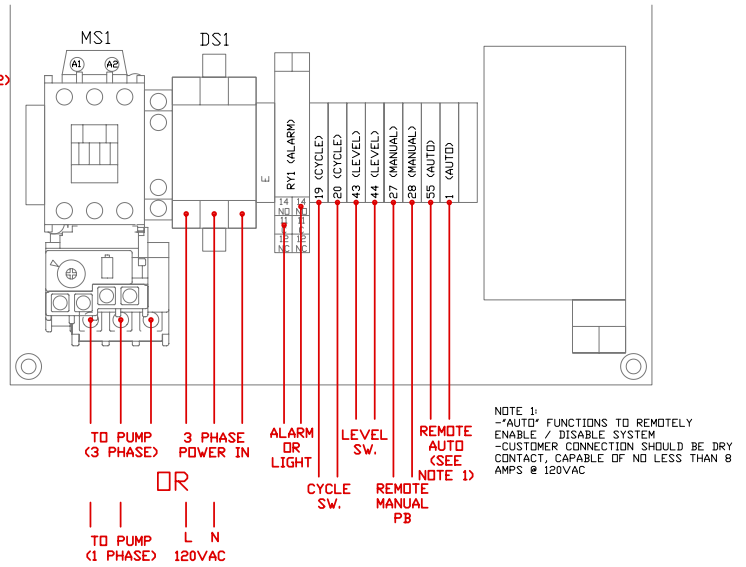 MS1
DS1
A1
A2
2)
E
RY1 (ALARM)
19 (CYCLE)
20 (CYCLE)
43 (LEVEL)
44 (LEVEL)
27 (MANUAL)
28 (MANUAL)
55 (AUTO)
1 (AUTO)
14 14
NO NO
11 11
12 12
NC NC
TO PUMP
(3 PHASE)
3 PHASE
POWER IN
ALARM
OR
LIGHT
LEVEL
SW.
REMOTE
AUTO
(SEE
NOTE 1)
CYCLE
SW.
REMOTE
MANUAL
PB
OR
TO PUMP
(1 PHASE)
L N
120VAC
NOTE 1:
-"AUTO" FUNCTIONS TO REMOTELY
ENABLE / DISABLE SYSTEM
-CUSTOMER CONNECTION SHOULD BE DRY
CONTACT, CAPABLE OF NO LESS THAN 8
AMPS @ 120VAC